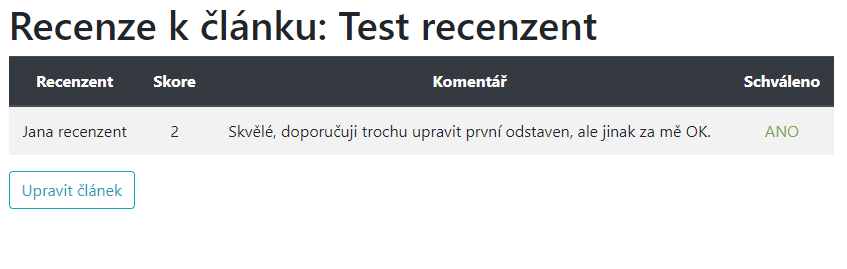 Recenze k článku: Test recenzent
Recenzent Skore Komentář Schváleno
Jana recenzent 2 Skvělé, doporučuji trochu upravit první odstaven, ale jinak za mě OK. ANO
Upravit článek